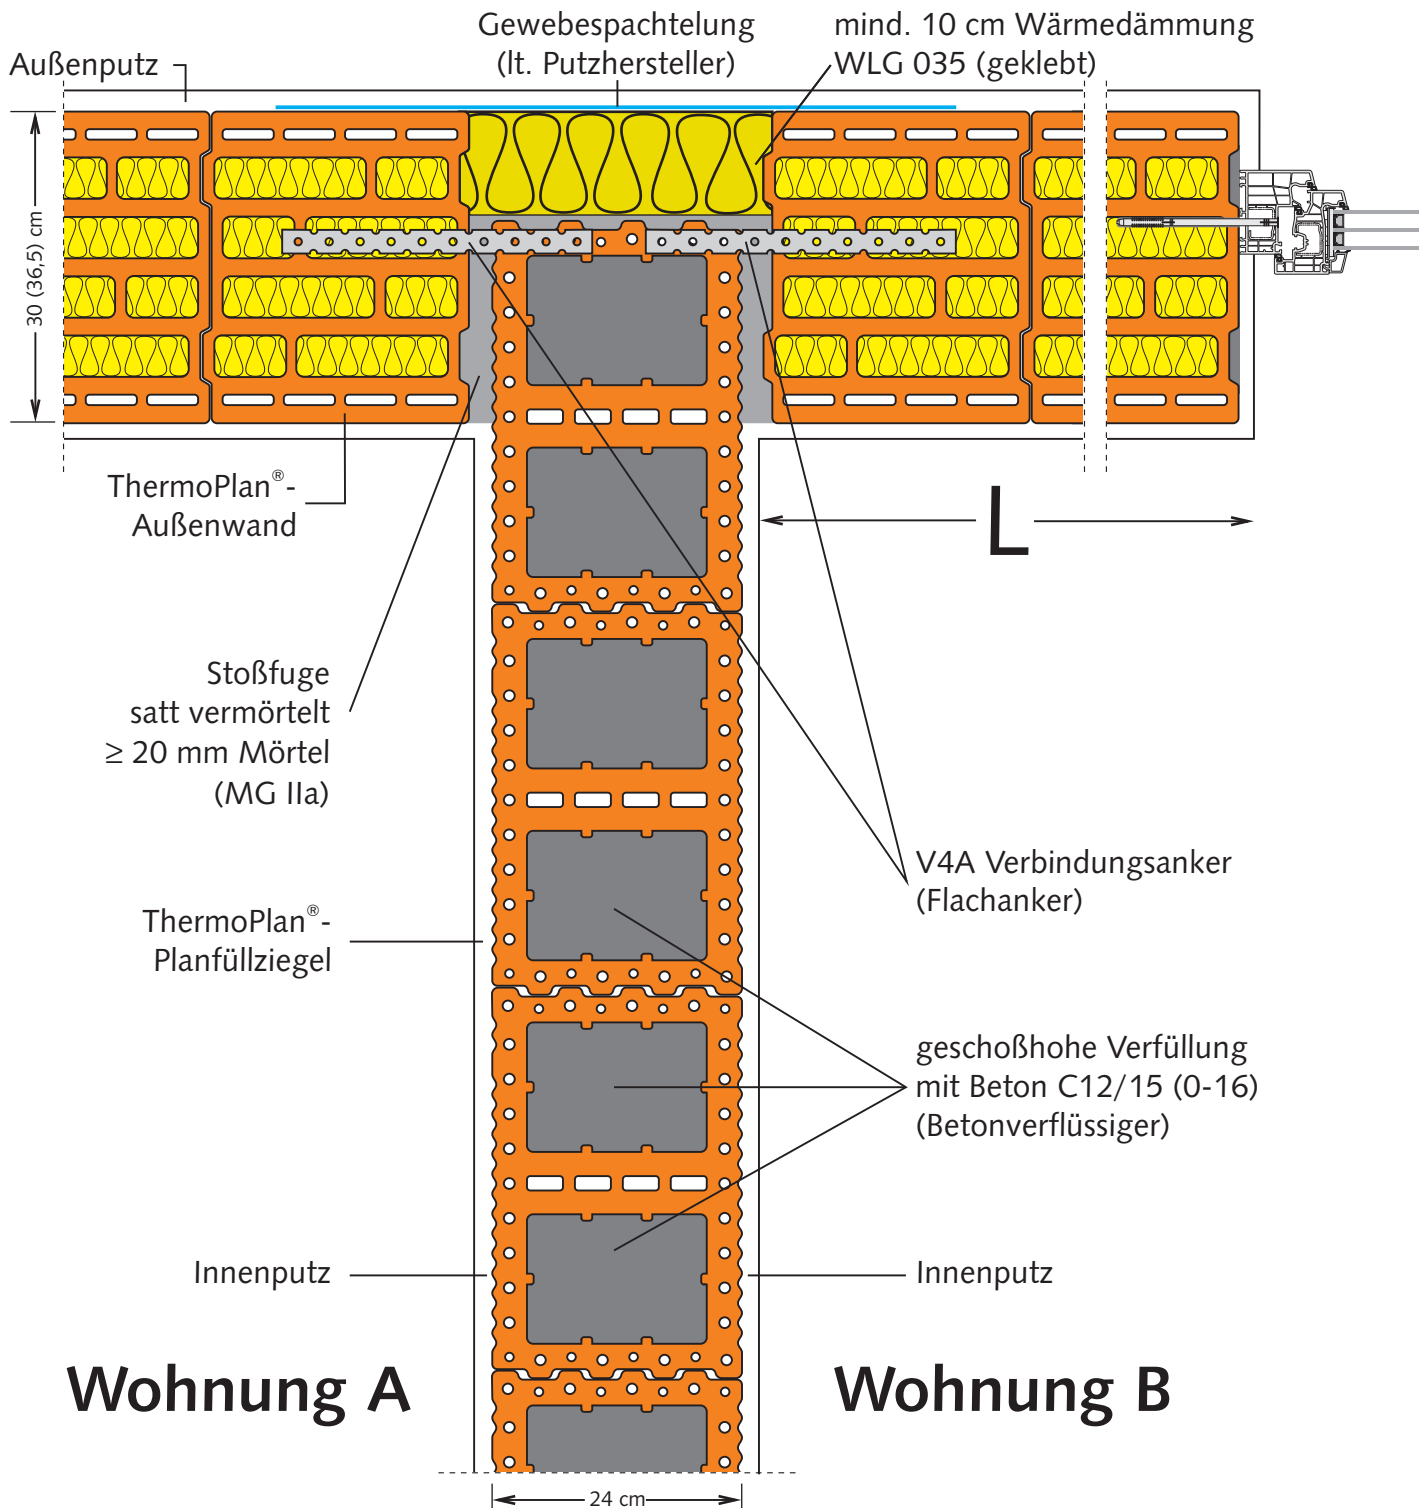 Außenputz
Gewebespachtelung
(lt. Putzhersteller)
mind. 10 cm Wärmedämmung
WLG 035 (geklebt)
30 (36,5) cm
ThermoPlan®-
Außenwand
L
Stoßfuge
satt vermörtelt
≥ 20 mm Mörtel
(MG IIa)
V4A Verbindungsanker
(Flachanker)
ThermoPlan®-
Planfüllziegel
geschoßhohe Verfüllung
mit Beton C12/15 (0-16)
(Betonverflüssiger)
Innenputz
Innenputz
Wohnung A
Wohnung B
24 cm